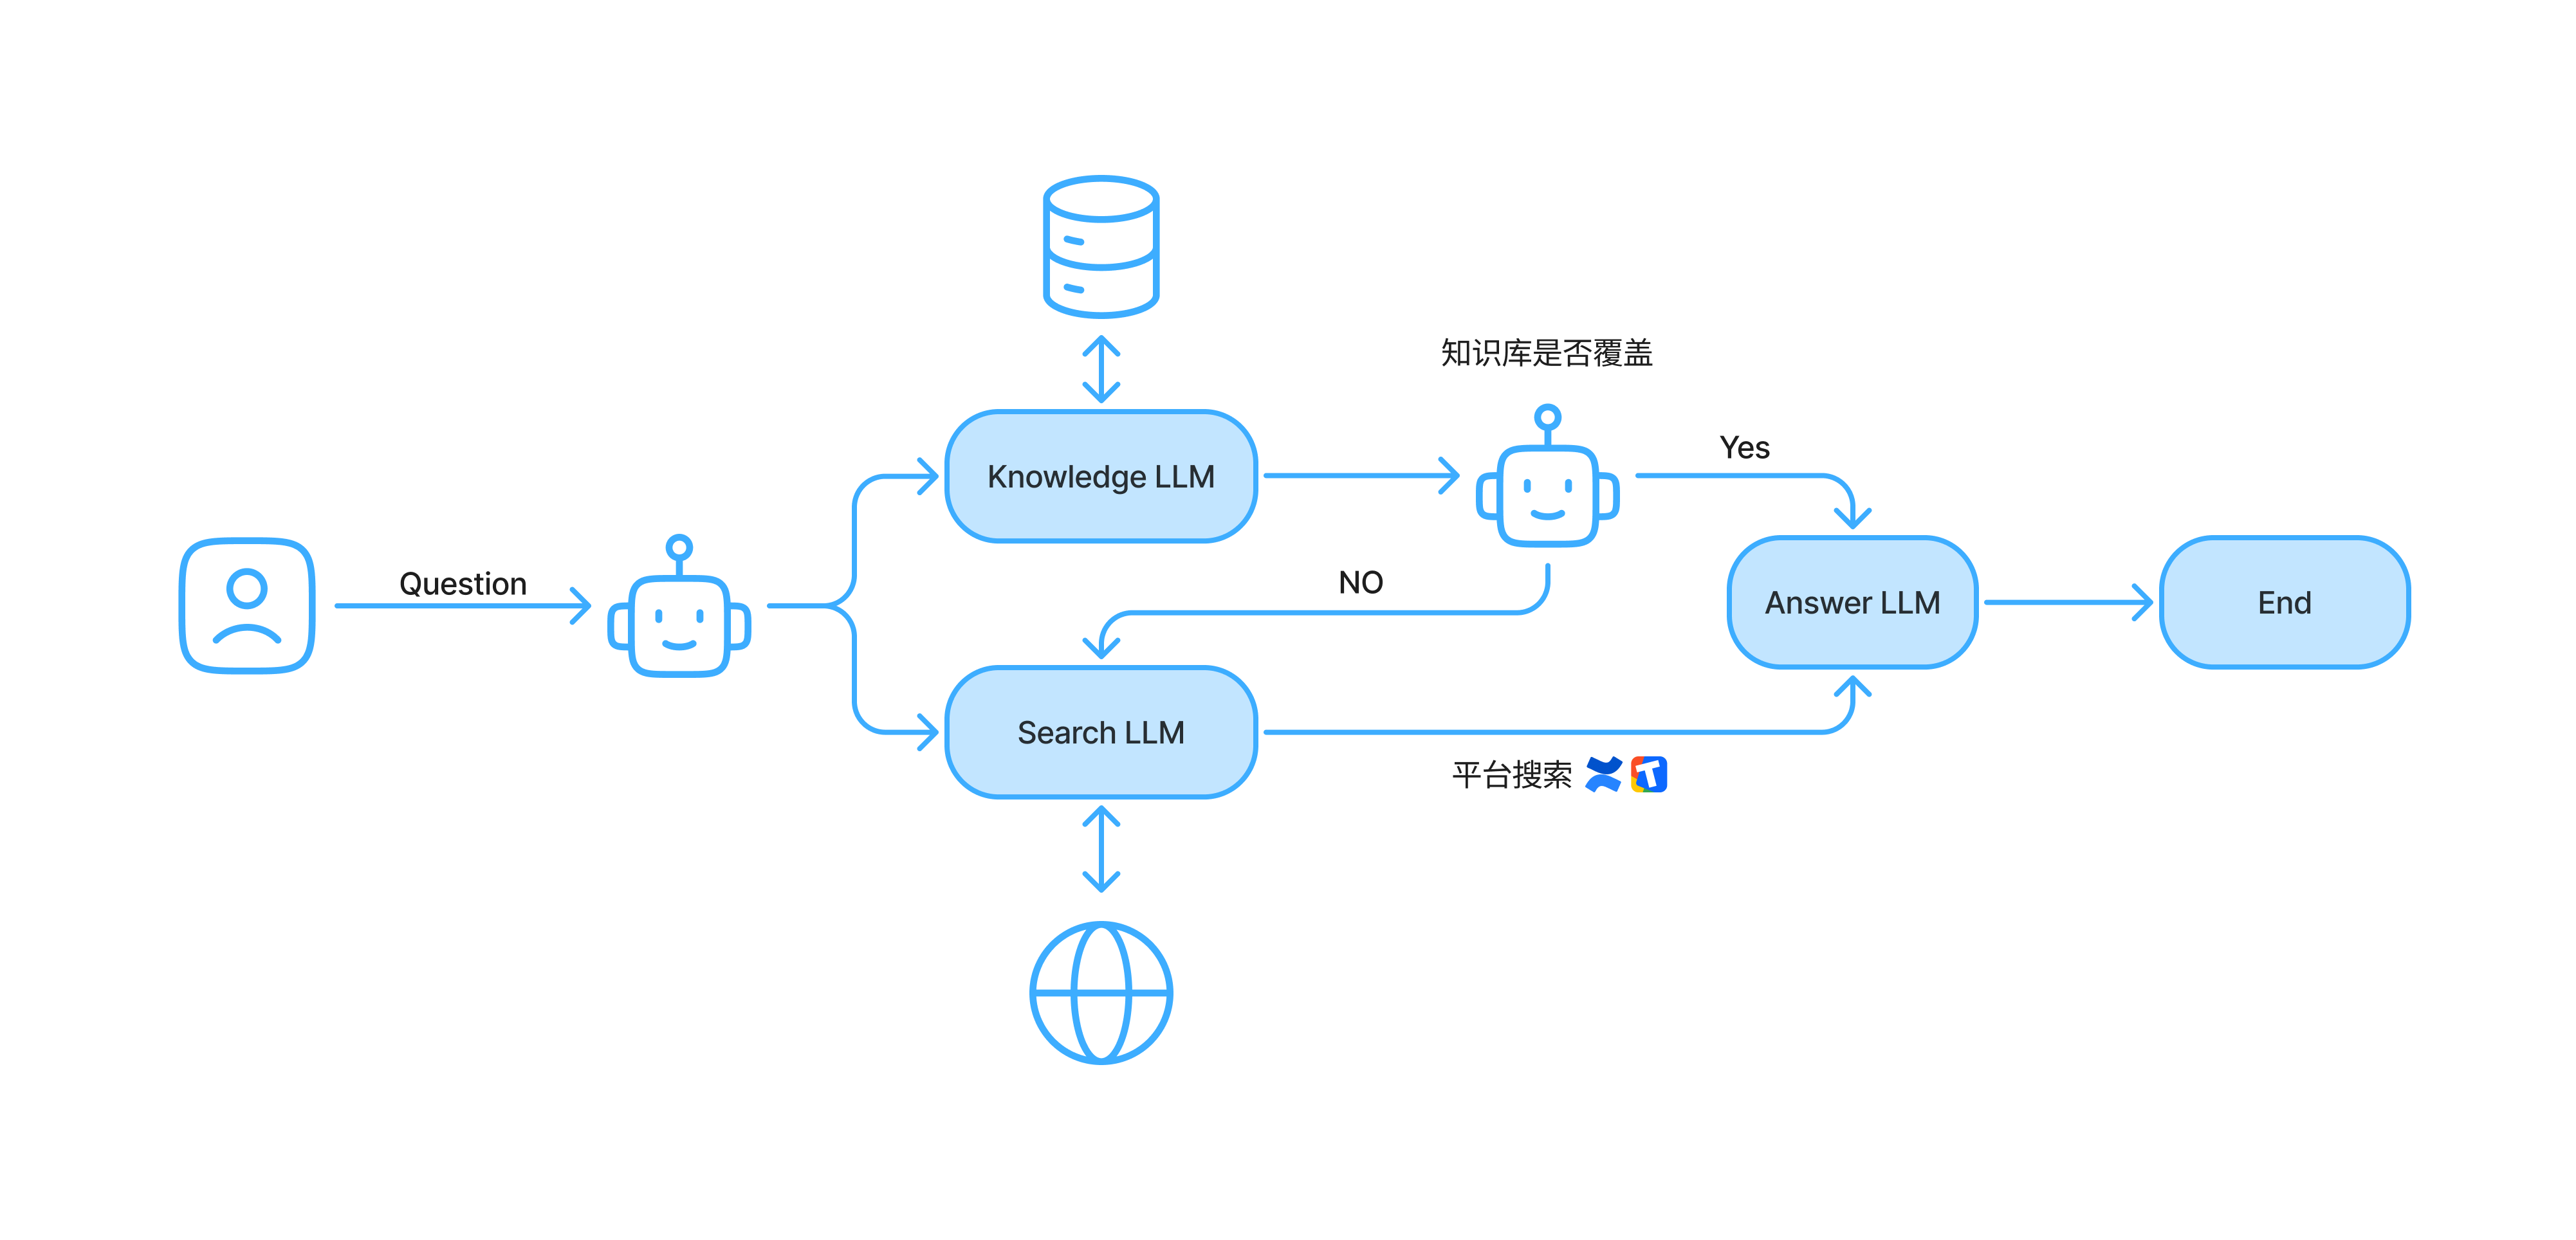 知识库是否覆盖
Yes
Knowledge LLM
Question
NO
Answer LLM
End
Search LLM
平台搜索